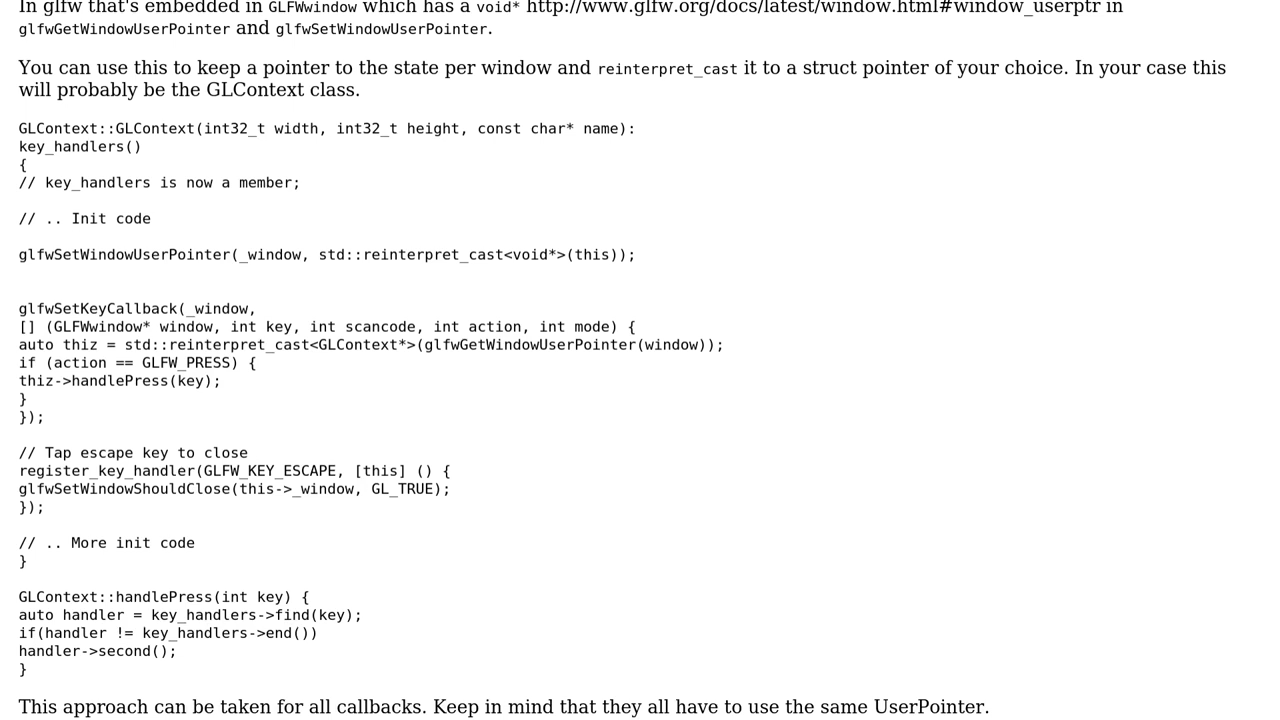 In glfw that's embedded in GLFWwindow which has a void* http://www.glfw.org/docs/latest/window.html#window_userptr in
glfwGetWindowUserPointer and glfwSetWindowUserPointer.
You can use this to keep a pointer to the state per window and reinterpret_cast it to a struct pointer of your choice. In your case this
will probably be the GLContext class.
GLContext::GLContext(int32_t width, int32_t height, const char* name):
key_handlers()
{
// key_handlers is now a member;
// .. Init code
glfwSetWindowUserPointer(_window, std::reinterpret_cast<void*>(this));
glfwSetKeyCallback(_window,
[] (GLFWwindow* window, int key, int scancode, int action, int mode) {
auto thiz = std::reinterpret_cast<GLContext*>(glfwGetWindowUserPointer(window));
if (action == GLFW_PRESS) {
thiz->handlePress(key);
}
});
// Tap escape key to close
register_key_handler(GLFW_KEY_ESCAPE, [this] () {
glfwSetWindowShouldClose(this->_window, GL_TRUE);
});
// .. More init code
}
GLContext::handlePress(int key) {
auto handler = key_handlers->find(key);
if(handler != key_handlers->end())
handler->second();
}
This approach can be taken for all callbacks. Keep in mind that they all have to use the same UserPointer.